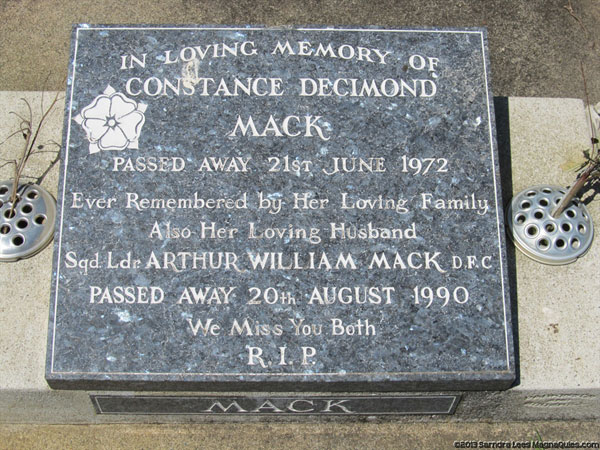 IN LOVING MEMORY OF
CONSTANCE DECIMOND
MACK
PASSED AWAY 21ST JUNE 1972
Ever Remembered by Her Loving Family
Also Her Loving Husband
Sqd. Ldr. ARTHUR WILLIAM MACK D.F.C
PASSED AWAY 20th AUGUST 1990
We Miss You Both
R.I.P.
MACK
©2013 Sarndra Lees MagnaQuies.com